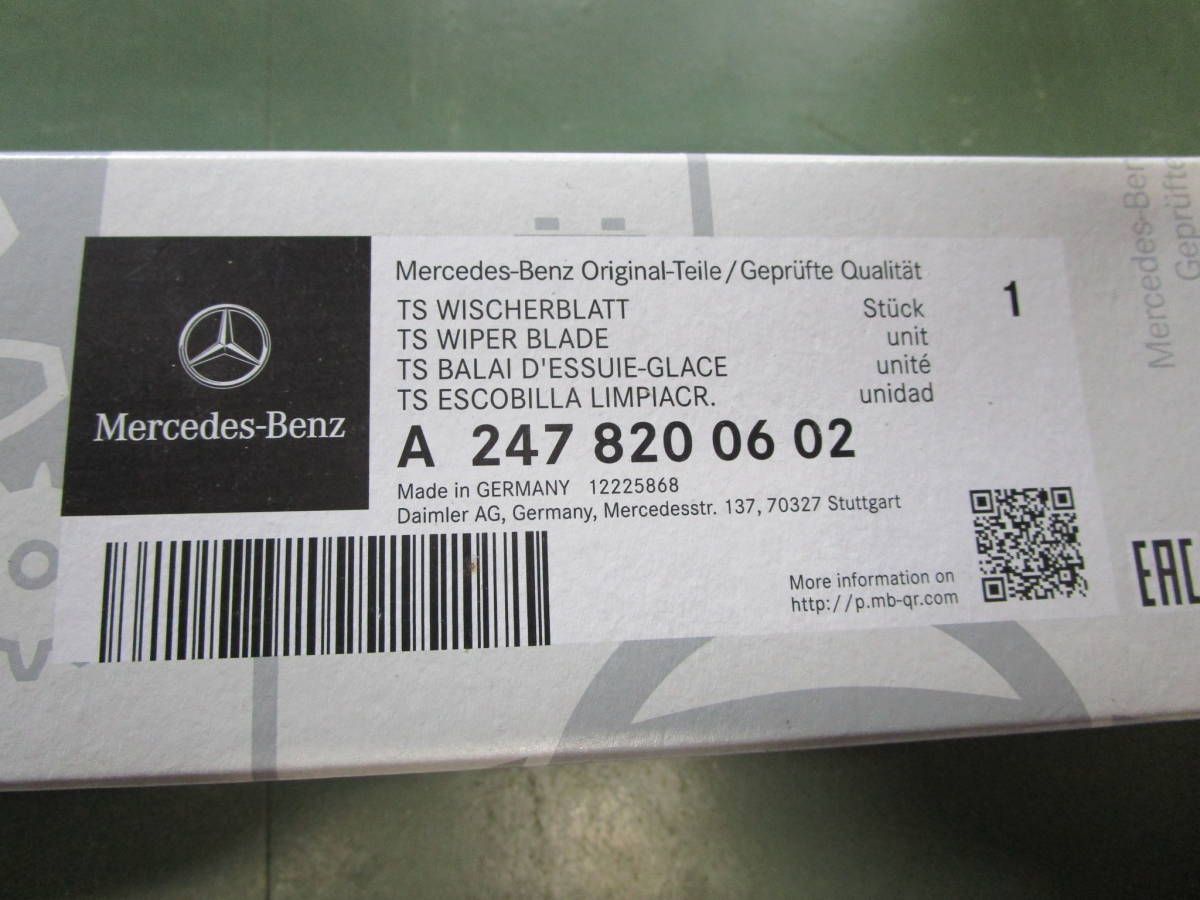 Mercedes-Benz
Mercedes-Benz Original-Teile/Geprüfte Qualität
TS WISCHERBLATT Stück 1
TS WIPER BLADE unit
TS BALAI D'ESSUIE-GLACE unité
TS ESCOBILLA LIMPIACR. unidad
A 247 820 06 02
Made in GERMANY 12225868
Daimler AG, Germany, Mercedesstr. 137, 70327 Stuttgart
More information on
http://p.mb-qr.com
EAC
Geprüfte